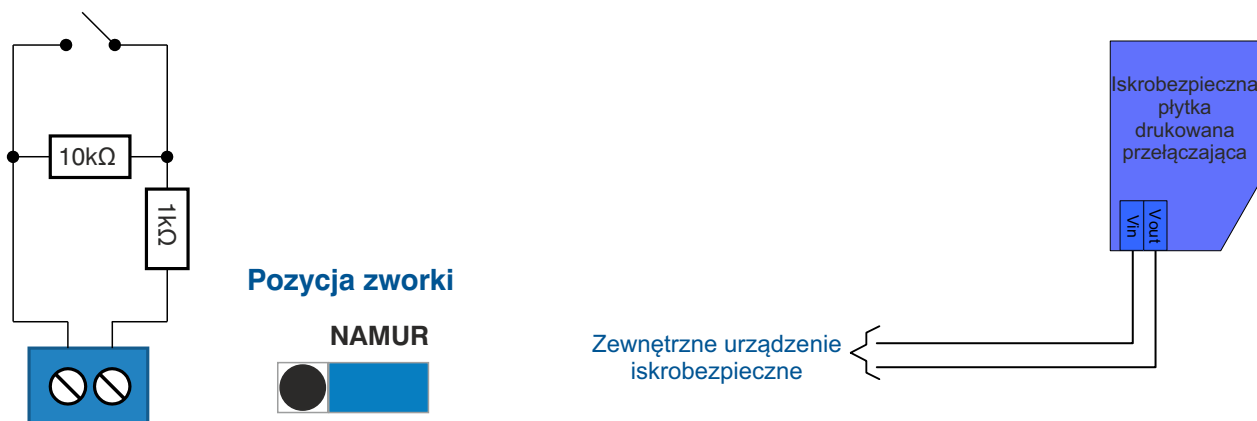 10kΩ
1kΩ
Pozycja zworki
NAMUR
Zewnętrzne urządzenie
iskrobezpieczne
Iskrobezpieczna
płytka
drukowana
przełączająca
Vin
Vout